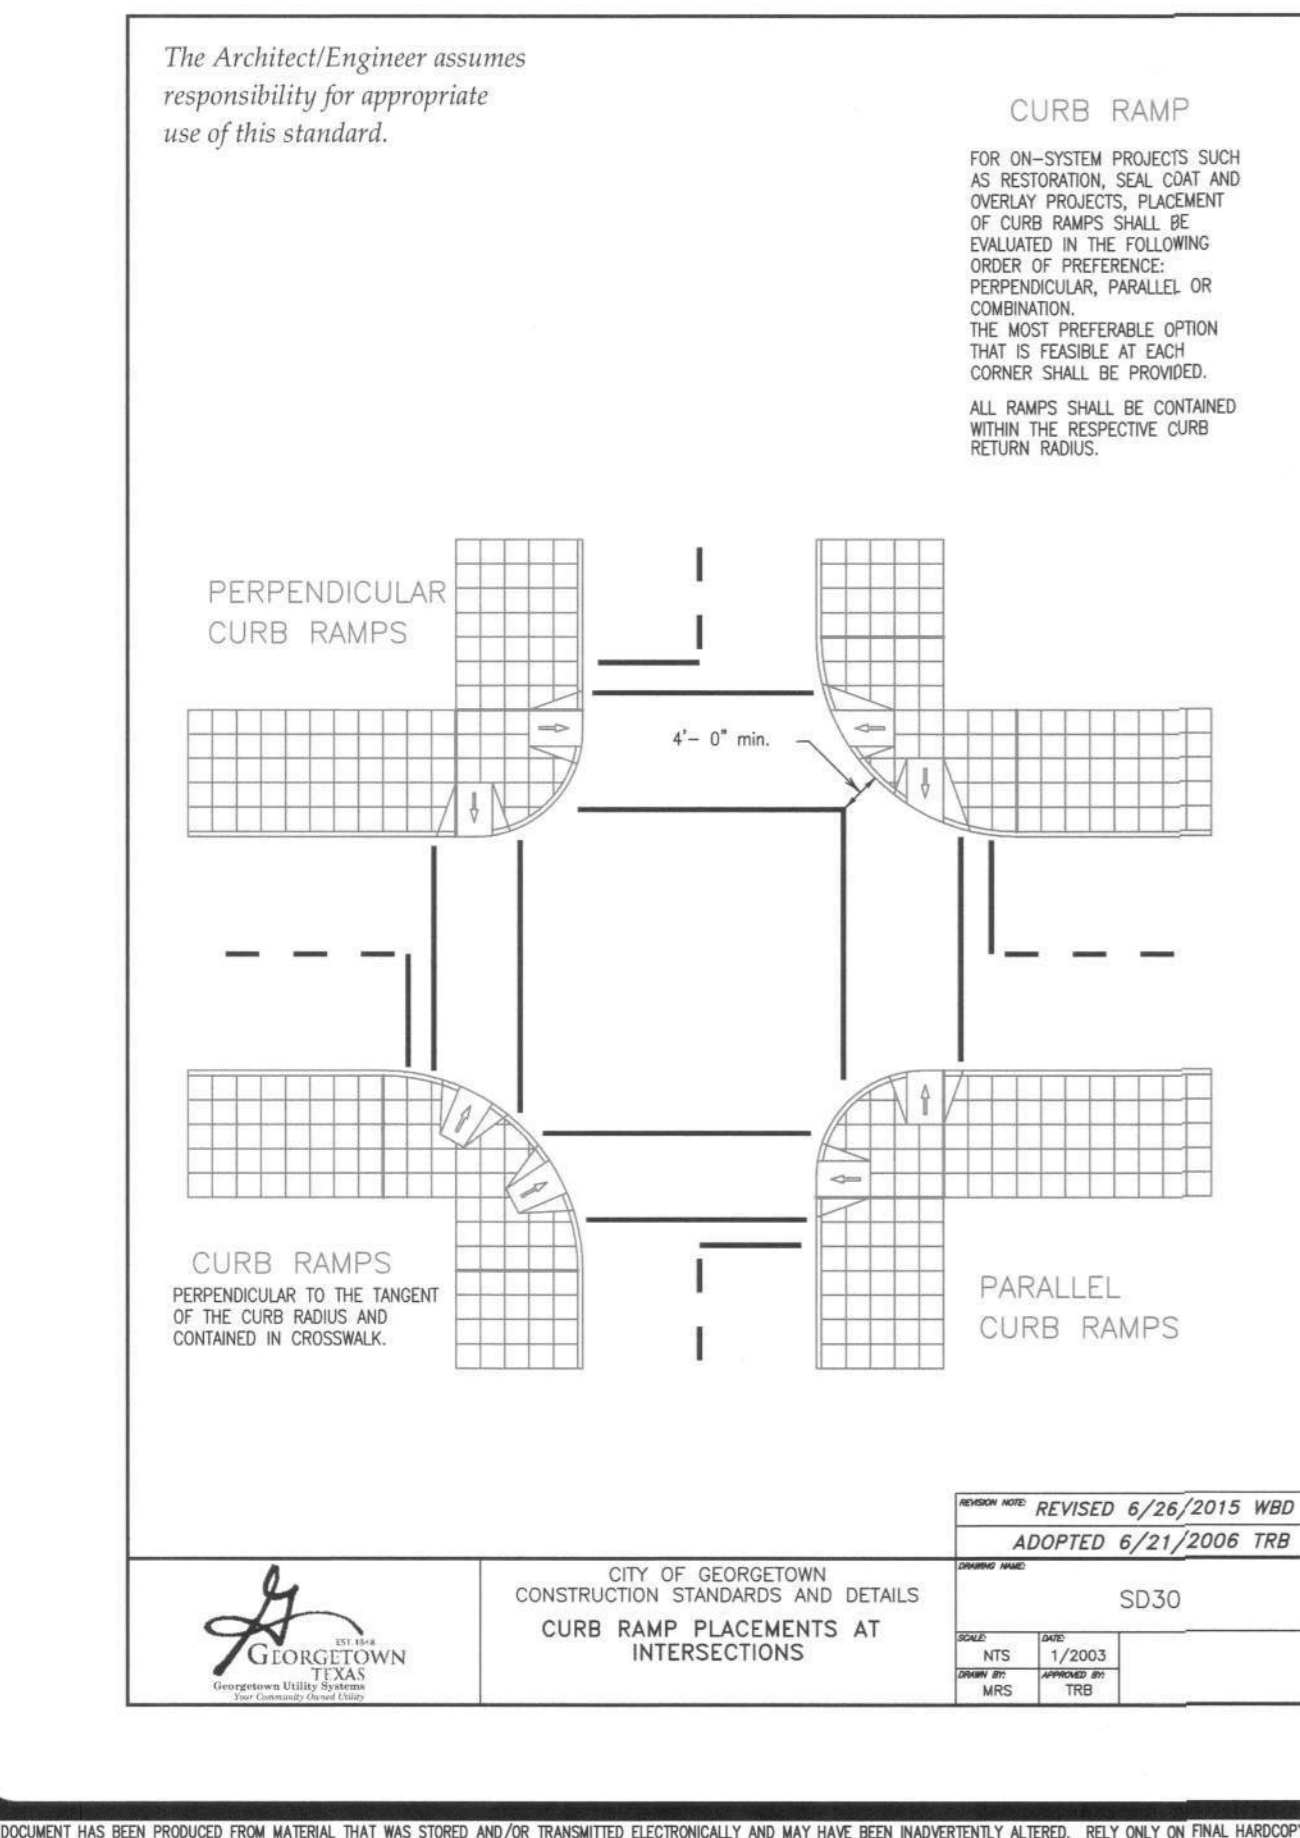 The Architect/Engineer assumes
responsibility for appropriate
use of this standard.
CURB RAMP
FOR ON-SYSTEM PROJECTS SUCH
AS RESTORATION, SEAL COAT AND
OVERLAY PROJECTS, PLACEMENT
OF CURB RAMPS SHALL BE
EVALUATED IN THE FOLLOWING
ORDER OF PREFERENCE:
PERPENDICULAR, PARALLEL OR
COMBINATION.
THE MOST PREFERABLE OPTION
THAT IS FEASIBLE AT EACH
CORNER SHALL BE PROVIDED.
ALL RAMPS SHALL BE CONTAINED
WITHIN THE RESPECTIVE CURB
RETURN RADIUS.
PERPENDICULAR
CURB RAMPS
4'- 0" min.
CURB RAMPS
PERPENDICULAR TO THE TANGENT
OF THE CURB RADIUS AND
CONTAINED IN CROSSWALK.
PARALLEL
CURB RAMPS
REVISION NOTE: REVISED 6/26/2015 WBD
ADOPTED 6/21/2006 TRB
EST. 1848
GEORGETOWN
TEXAS
Georgetown Utility Systems
Your Community Owned Utility
CITY OF GEORGETOWN
CONSTRUCTION STANDARDS AND DETAILS
CURB RAMP PLACEMENTS AT
INTERSECTIONS
DRAWING NAME:
SD30
SCALE: DATE:
NTS 1/2003
DRAWN BY: APPROVED BY:
MRS TRB
DOCUMENT HAS BEEN PRODUCED FROM MATERIAL THAT WAS STORED AND/OR TRANSMITTED ELECTRONICALLY AND MAY HAVE BEEN INADVERTENTLY ALTERED. RELY ONLY ON FINAL HARDCOPY